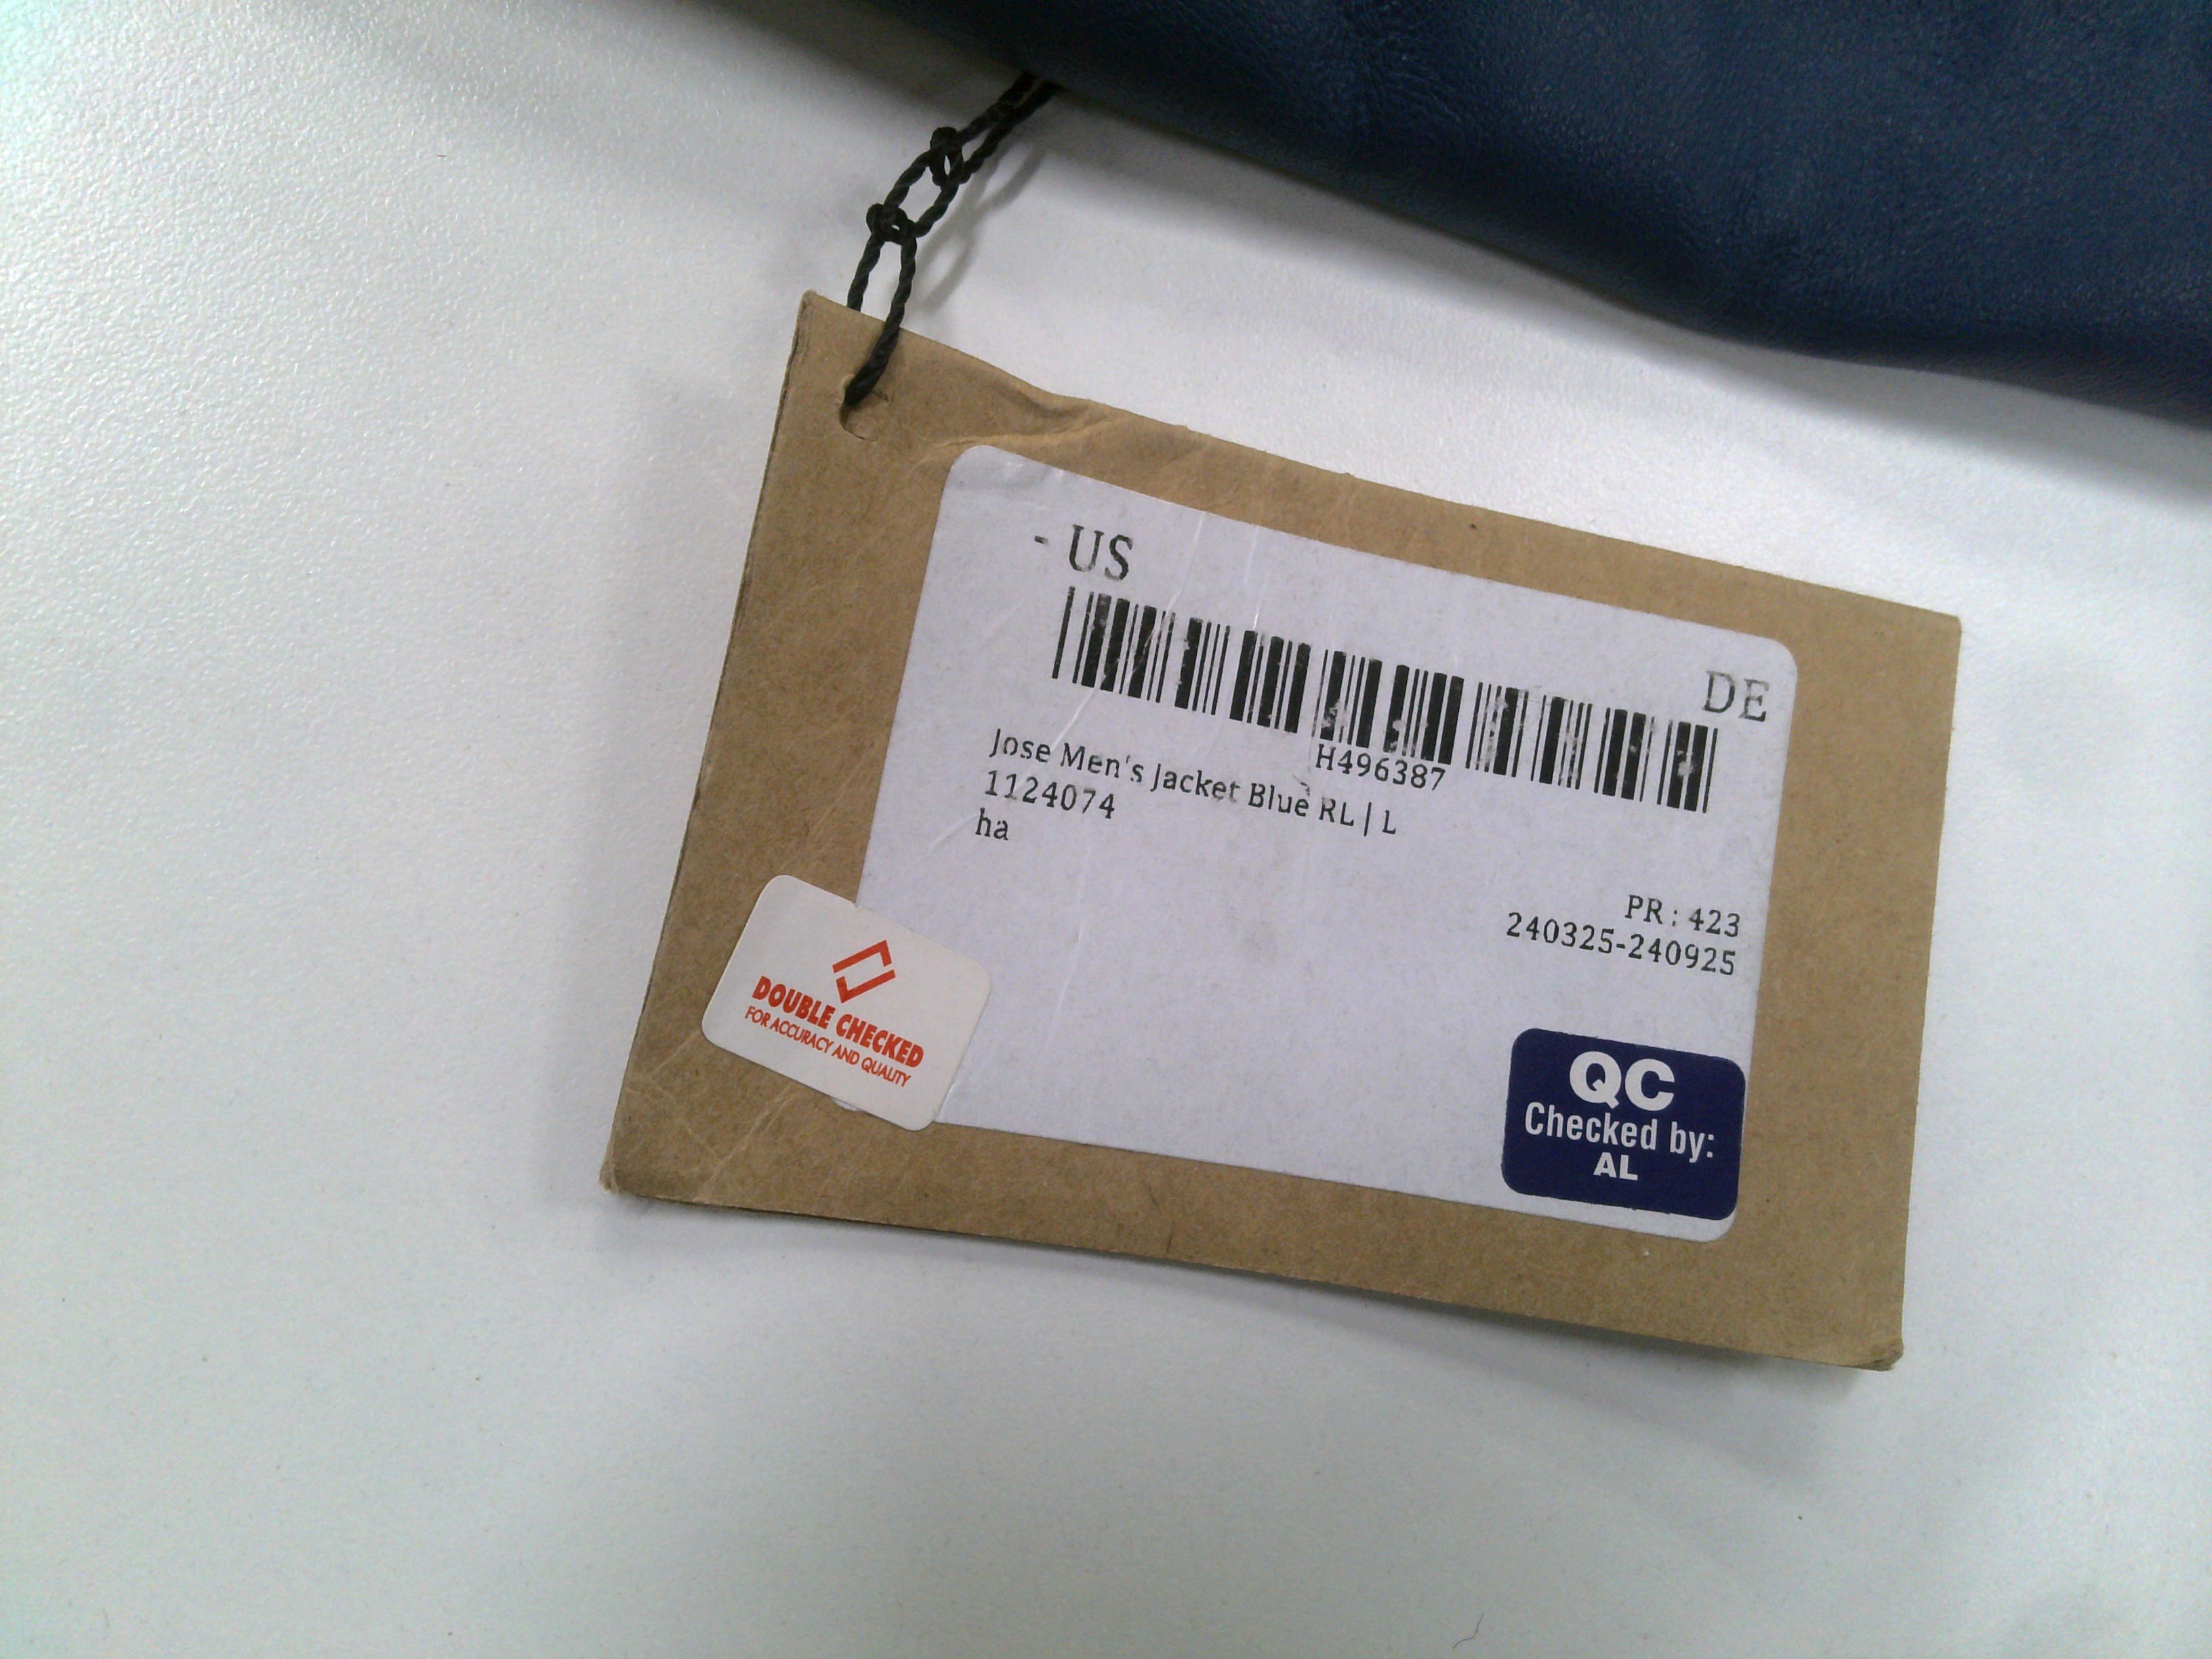 - US
DE
H496387
Jose Men's Jacket Blue RL | L
1124074
ha
PR : 423
240325-240925
DOUBLE CHECKED
FOR ACCURACY AND QUALITY
QC
Checked by:
AL